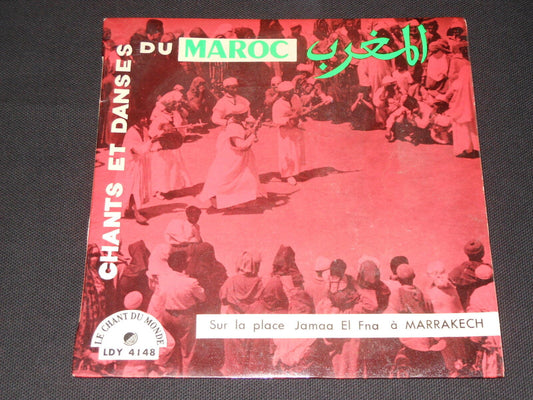 CHANTS ET DANSES
DU MAROC
المغرب
Sur la place Jamaa El Fna à MARRAKECH
LE CHANT DU MONDE
LDY 4148